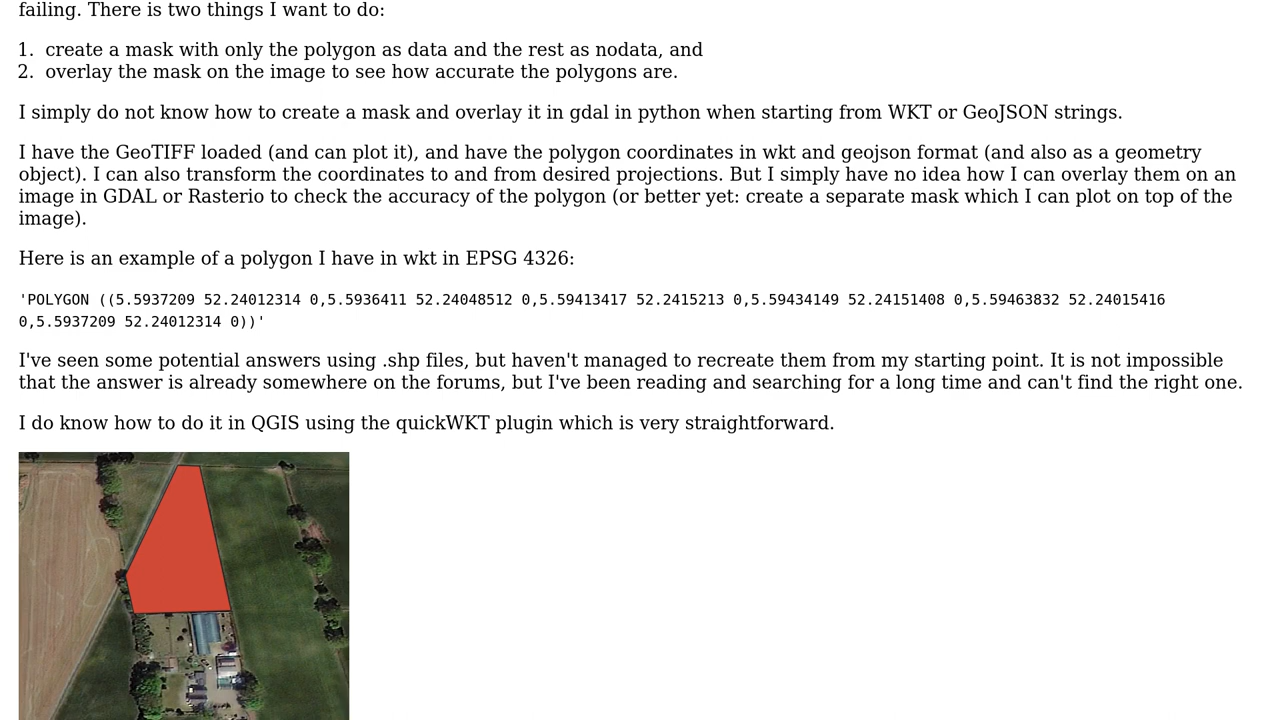 failing. There is two things I want to do:
1. create a mask with only the polygon as data and the rest as nodata, and
2. overlay the mask on the image to see how accurate the polygons are.
I simply do not know how to create a mask and overlay it in gdal in python when starting from WKT or GeoJSON strings.
I have the GeoTIFF loaded (and can plot it), and have the polygon coordinates in wkt and geojson format (and also as a geometry
object). I can also transform the coordinates to and from desired projections. But I simply have no idea how I can overlay them on an
image in GDAL or Rasterio to check the accuracy of the polygon (or better yet: create a separate mask which I can plot on top of the
image).
Here is an example of a polygon I have in wkt in EPSG 4326:
'POLYGON ((5.5937209 52.24012314 0,5.5936411 52.24048512 0,5.59413417 52.2415213 0,5.59434149 52.24151408 0,5.59463832 52.24015416
0,5.5937209 52.24012314 0))'
I've seen some potential answers using .shp files, but haven't managed to recreate them from my starting point. It is not impossible
that the answer is already somewhere on the forums, but I've been reading and searching for a long time and can't find the right one.
I do know how to do it in QGIS using the quickWKT plugin which is very straightforward.